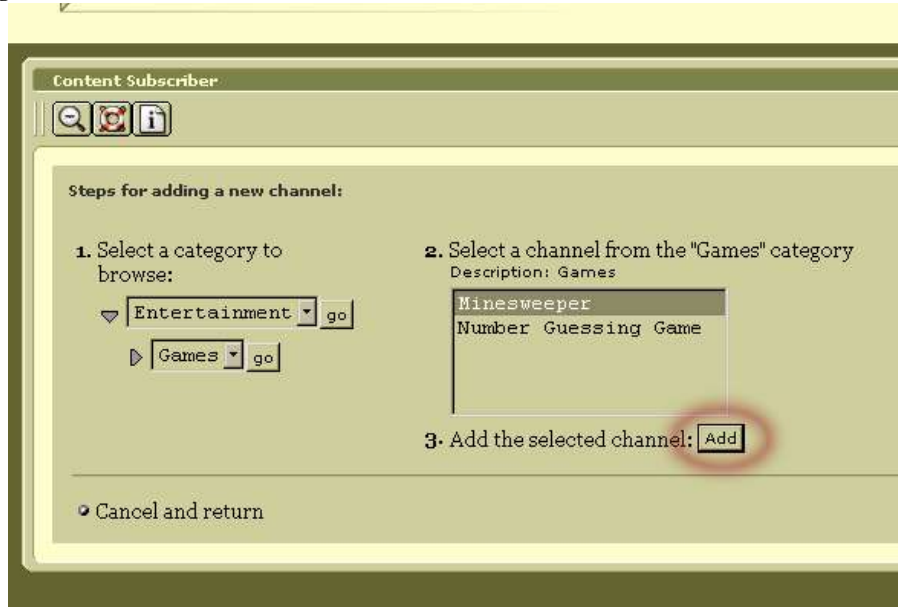 Content Subscriber
Steps for adding a new channel:
1. Select a category to
browse:
Entertainment go
Games go
2. Select a channel from the "Games" category
Description: Games
Minesweeper
Number Guessing Game
3. Add the selected channel: Add
Cancel and return